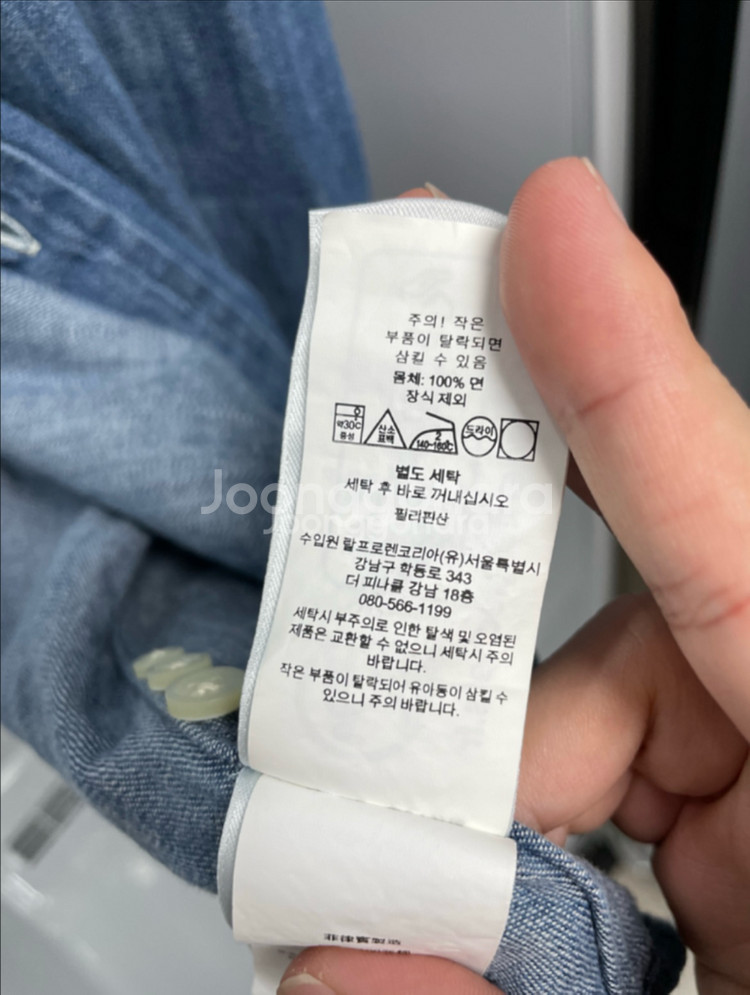 주의! 작은
부품이 탈락되면
삼킬 수 있음
몸체: 100% 면
장식 제외
약30℃ 중성
산소 표백
2 140-160℃
드라이
별도 세탁
세탁 후 바로 꺼내십시오
Joongna Joongna
필리핀산
수입원 랄프로렌코리아(유)서울특별시
강남구 학동로 343
더 피나클 강남 18층
080-566-1199
세탁시 부주의로 인한 탈색 및 오염된
제품은 교환할 수 없으니 세탁시 주의
바랍니다.
작은 부품이 탈락되어 유아동이 삼킬 수
있으니 주의 바랍니다.